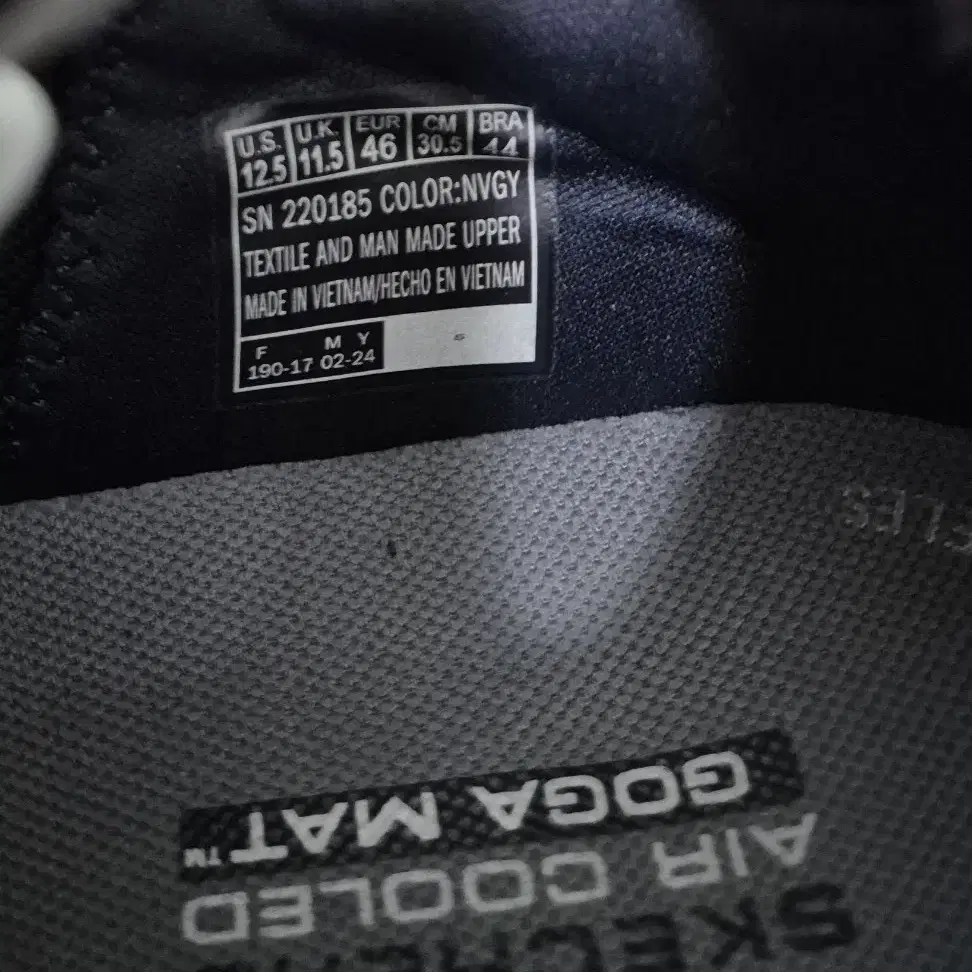 U.S. U.K. EUR CM BRA
12.5 11.5 46 30.5 44
SN 220185 COLOR:NVGY
TEXTILE AND MAN MADE UPPER
MADE IN VIETNAM/HECHO EN VIETNAM
F M Y
190-17 02-24
GOGA MAT™
AIR COOLED
SKECHERS